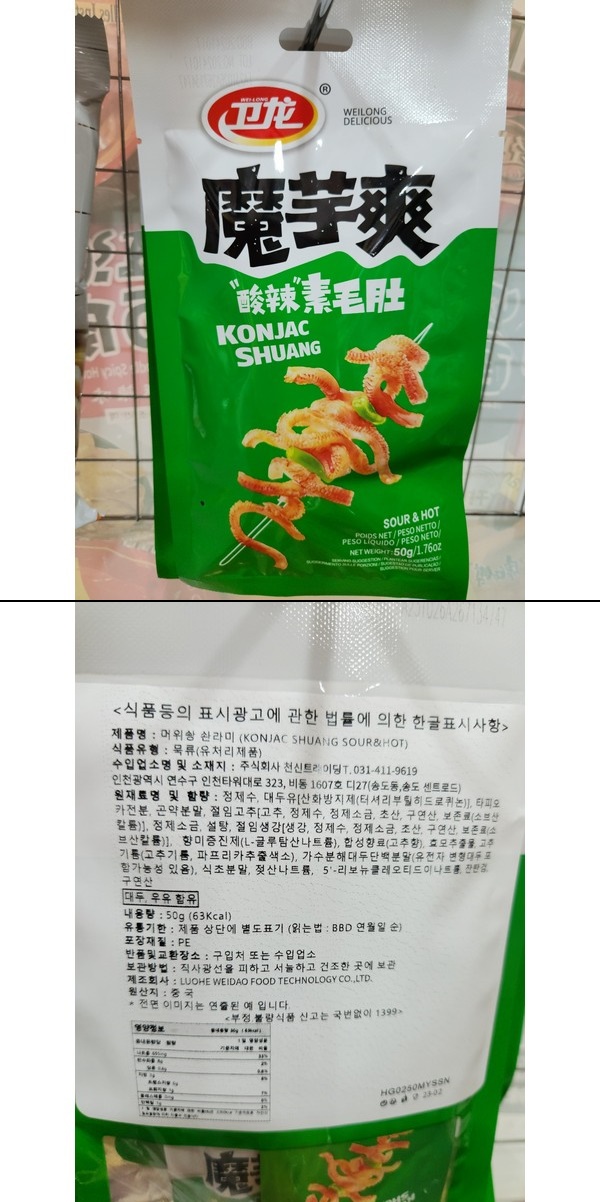 WEI LONG
卫龙
®
WEILONG
DELICIOUS
魔芋爽
"酸辣"素毛肚
KONJAC
SHUANG
SOUR & HOT
POIDS NET / PESO NETTO /
PESO LÍQUIDO / PESO NETO/
NET WEIGHT:50g/1.76oz
<식품등의 표시광고에 관한 법률에 의한 한글표시사항>
제품명 : 머위쌍 쇤라미 (KONJAC SHUANG SOUR&HOT)
식품유형 : 묵류(유처리제품)
수입업소명 및 소재지 : 주식회사 천신트레이딩T. 031-411-9619
인천광역시 연수구 인천타워대로 323, 비동 1607호 디27(송도동,송도 센트로드)
원재료명 및 함량 : 정제수, 대두유[산화방지제(터셔리부틸히드로퀴논)], 타피오
카전분, 곤약분말, 절임고추[고추, 정제수, 정제소금, 초산, 구연산, 보존료(소브산
칼륨)], 정제소금, 설탕, 절임생강[생강, 정제수, 정제소금, 초산, 구연산, 보존료(소
브산칼륨)], 향미증진제(L-글루탐산나트륨), 합성향료(고추향), 효모추출물, 고추
기름(고추기름, 파프리카추출색소), 가수분해대두단백분말(유전자 변형대두 포
함가능성 있음), 식초분말, 젖산나트륨, 5'-리보뉴클레오티드이나트륨, 잔탄검,
구연산
대두, 우유 함유
내용량 : 50g (63Kcal)
유통기한 : 제품 상단에 별도표기 (읽는법 : BBD 연월일 순)
포장재질 : PE
반품및교환장소 : 구입처 또는 수입업소
보관방법 : 직사광선을 피하고 서늘하고 건조한 곳에 보관
제조회사 : LUOHE WEIDAO FOOD TECHNOLOGY CO.,LTD.
원산지 : 중국
* 전면 이미지는 연출된 예 입니다.
<부정 불량식품 신고는 국번없이 1399>
영양정보
HG0250MYSSN
23-02
魔芋爽